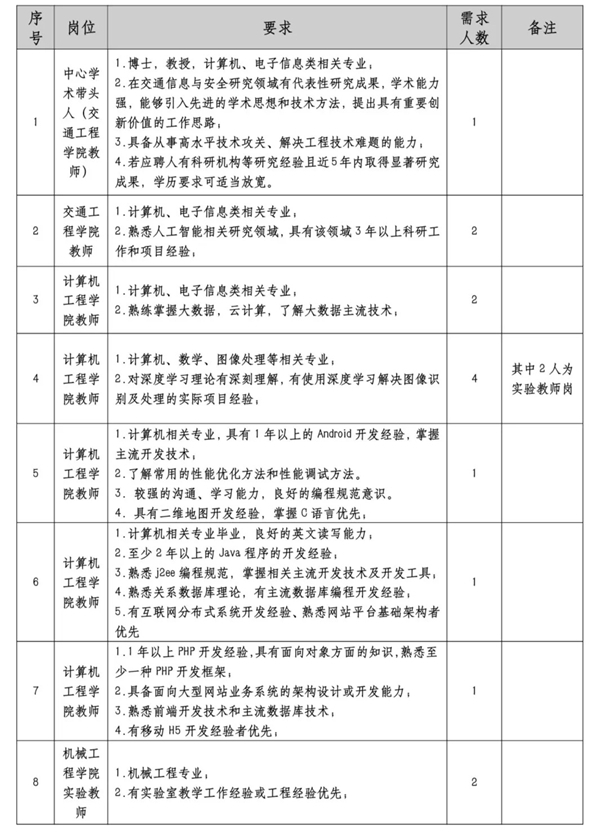 序号 岗位 要求 需求人数 备注
1
中心学
术带头
人（交
通工程
学院教
师）
1.博士，教授，计算机、电子信息类相关专业；
2.在交通信息与安全研究领域有代表性研究成果，学术能力
强，能够引入先进的学术思想和技术方法，提出具有重要创
新价值的工作思路；
3.具备从事高水平技术攻关、解决工程技术难题的能力；
4.若应聘人有科研机构等研究经验且近5年内取得显著研究
成果，学历要求可适当放宽。
1
2
交通工
程学院
教师
1.计算机、电子信息类相关专业；
2.熟悉人工智能相关研究领域，具有该领域3年以上科研工
作和项目经验；
2
3
计算机
工程学
院教师
1.计算机、电子信息类相关专业；
2.熟练掌握大数据，云计算，了解大数据主流技术；
2
4
计算机
工程学
院教师
1.计算机、数学、图像处理等相关专业；
2.对深度学习理论有深刻理解，有使用深度学习解决图像识
别及处理的实际项目经验；
4
其中2人为
实验教师岗
5
计算机
工程学
院教师
1.计算机相关专业，具有1年以上的Android开发经验，掌握
主流开发技术；
2.了解常用的性能优化方法和性能调试方法。
3. 较强的沟通、学习能力，良好的编程规范意识。
4. 具有二维地图开发经验，掌握C语言优先；
1
6
计算机
工程学
院教师
1.计算机相关专业毕业，良好的英文读写能力；
2.至少2年以上的Java程序的开发经验；
3.熟悉j2ee编程规范，掌握相关主流开发技术及开发工具；
4.熟悉关系数据库理论，有主流数据库编程开发经验；
5.有互联网分布式系统开发经验、熟悉网站平台基础架构者
优先
1
7
计算机
工程学
院教师
1.1年以上PHP开发经验，具有面向对象方面的知识，熟悉至
少一种PHP开发框架；
2.具备面向大型网站业务系统的架构设计或开发能力；
3.熟悉前端开发技术和主流数据库技术；
4.有移动H5开发经验者优先；
1
8
机械工
程学院
实验教
师
1.机械工程专业；
2.有实验室教学工作经验或工程经验优先；
2